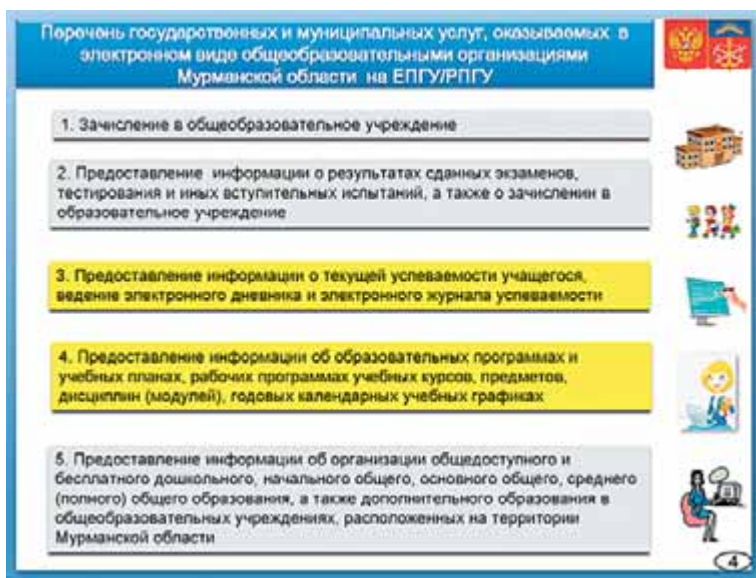 Перечень государственных и муниципальных услуг, оказываемых в
электронном виде общеобразовательными организациями
Мурманской области на ЕПГУ/РПГУ
1. Зачисление в общеобразовательное учреждение
2. Предоставление информации о результатах сданных экзаменов,
тестирования и иных вступительных испытаний, а также о зачислении в
образовательное учреждение
3. Предоставление информации о текущей успеваемости учащегося,
ведение электронного дневника и электронного журнала успеваемости
4. Предоставление информации об образовательных программах и
учебных планах, рабочих программах учебных курсов, предметов,
дисциплин (модулей), годовых календарных учебных графиках
5. Предоставление информации об организации общедоступного и
бесплатного дошкольного, начального общего, основного общего, среднего
(полного) общего образования, а также дополнительного образования в
общеобразовательных учреждениях, расположенных на территории
Мурманской области
4